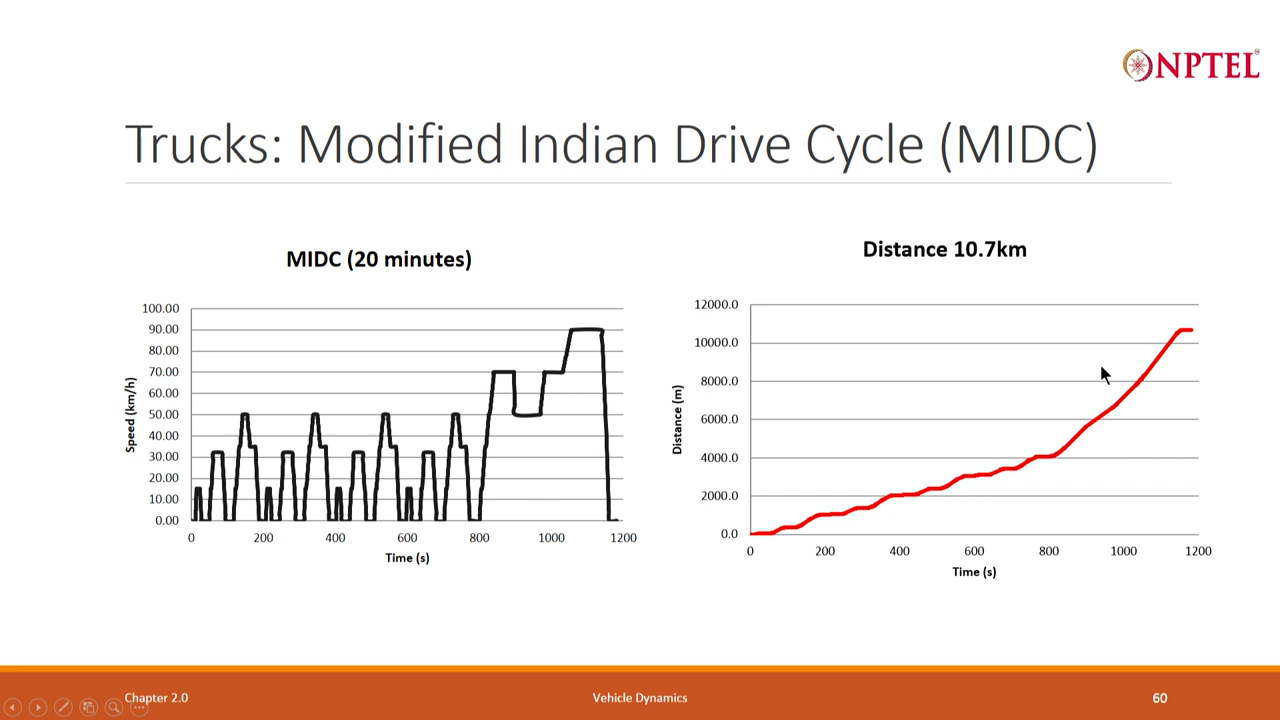 NPTEL
Trucks: Modified Indian Drive Cycle (MIDC)
MIDC (20 minutes)
100.00
90.00
80.00
70.00
60.00
50.00
40.00
30.00
20.00
10.00
0.00
Speed (km/h)
0 200 400 600 800 1000 1200
Time (s)
Distance 10.7km
12000.0
10000.0
8000.0
6000.0
4000.0
2000.0
0.0
Distance (m)
0 200 400 600 800 1000 1200
Time (s)
Chapter 2.0
Vehicle Dynamics
60